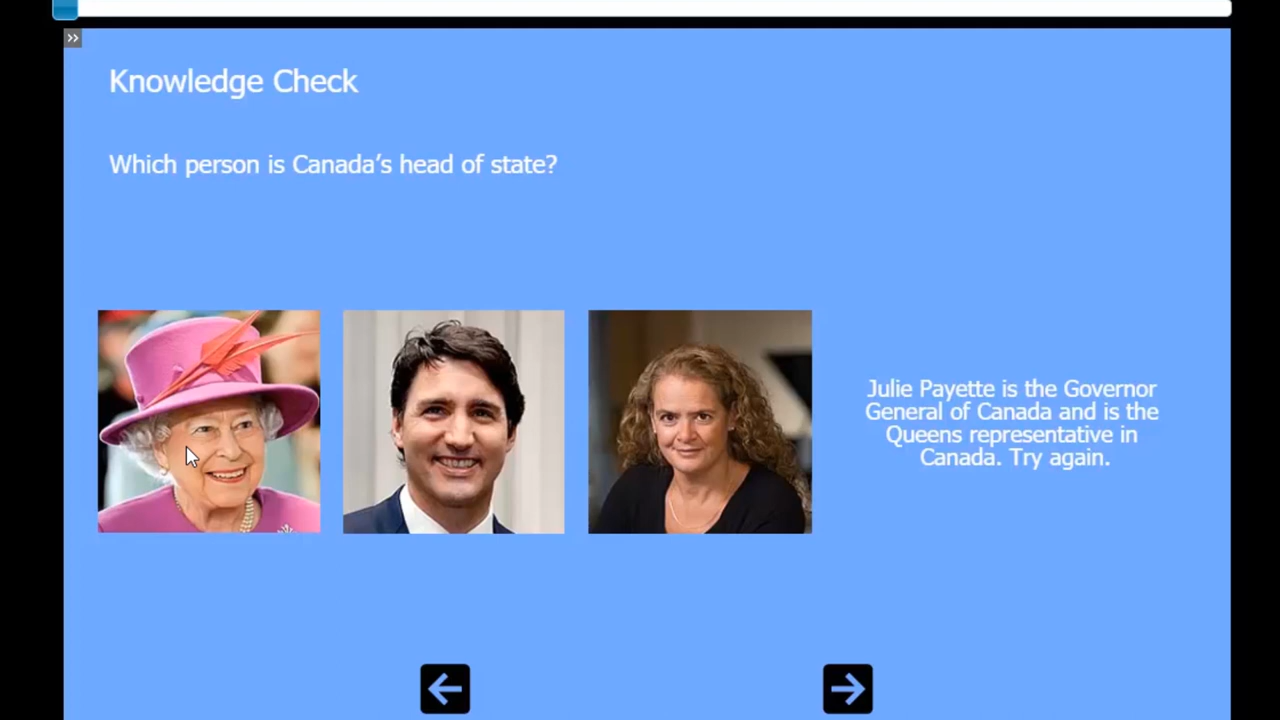 Knowledge Check
Which person is Canada’s head of state?
Julie Payette is the Governor
General of Canada and is the
Queens representative in
Canada. Try again.